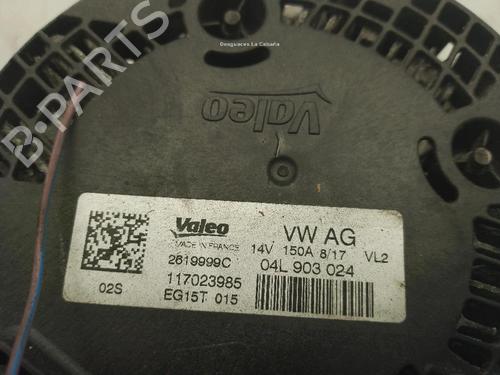 Desguaces La Cabaña
B-PARTS
Valeo
Valeo
MADE IN FRANCE
2619999C
117023985
EG15T 015
02S
VW AG
14V 150A 8/17 VL2
04L 903 024
B-PARTS